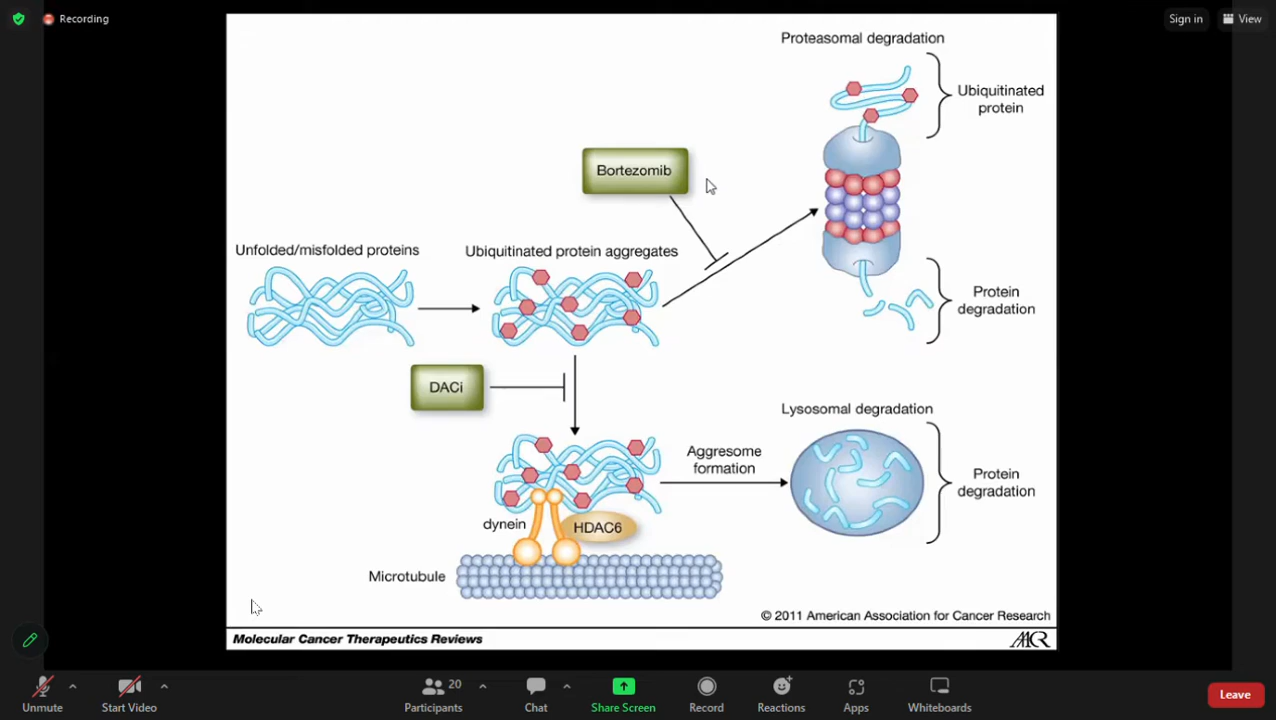 Recording
Sign in
View
Proteasomal degradation
Ubiquitinated
protein
Bortezomib
Unfolded/misfolded proteins
Ubiquitinated protein aggregates
Protein
degradation
DACi
Lysosomal degradation
Aggresome
formation
Protein
degradation
dynein
HDAC6
Microtubule
© 2011 American Association for Cancer Research
Molecular Cancer Therapeutics Reviews
AACR
Unmute
Start Video
20
Participants
Chat
Share Screen
Record
Reactions
Apps
Whiteboards
Leave